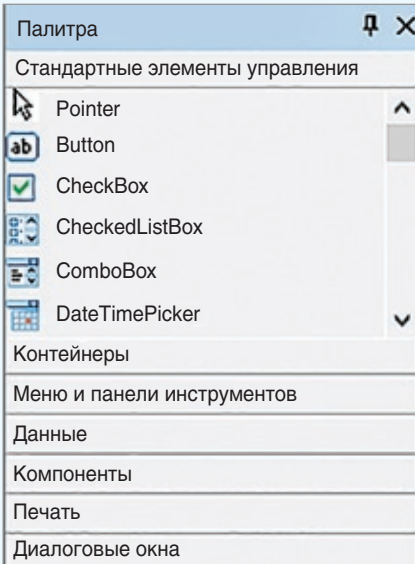 Палитра
Стандартные элементы управления
Pointer
ab Button
CheckBox
CheckedListBox
ComboBox
DateTimePicker
Контейнеры
Меню и панели инструментов
Данные
Компоненты
Печать
Диалоговые окна